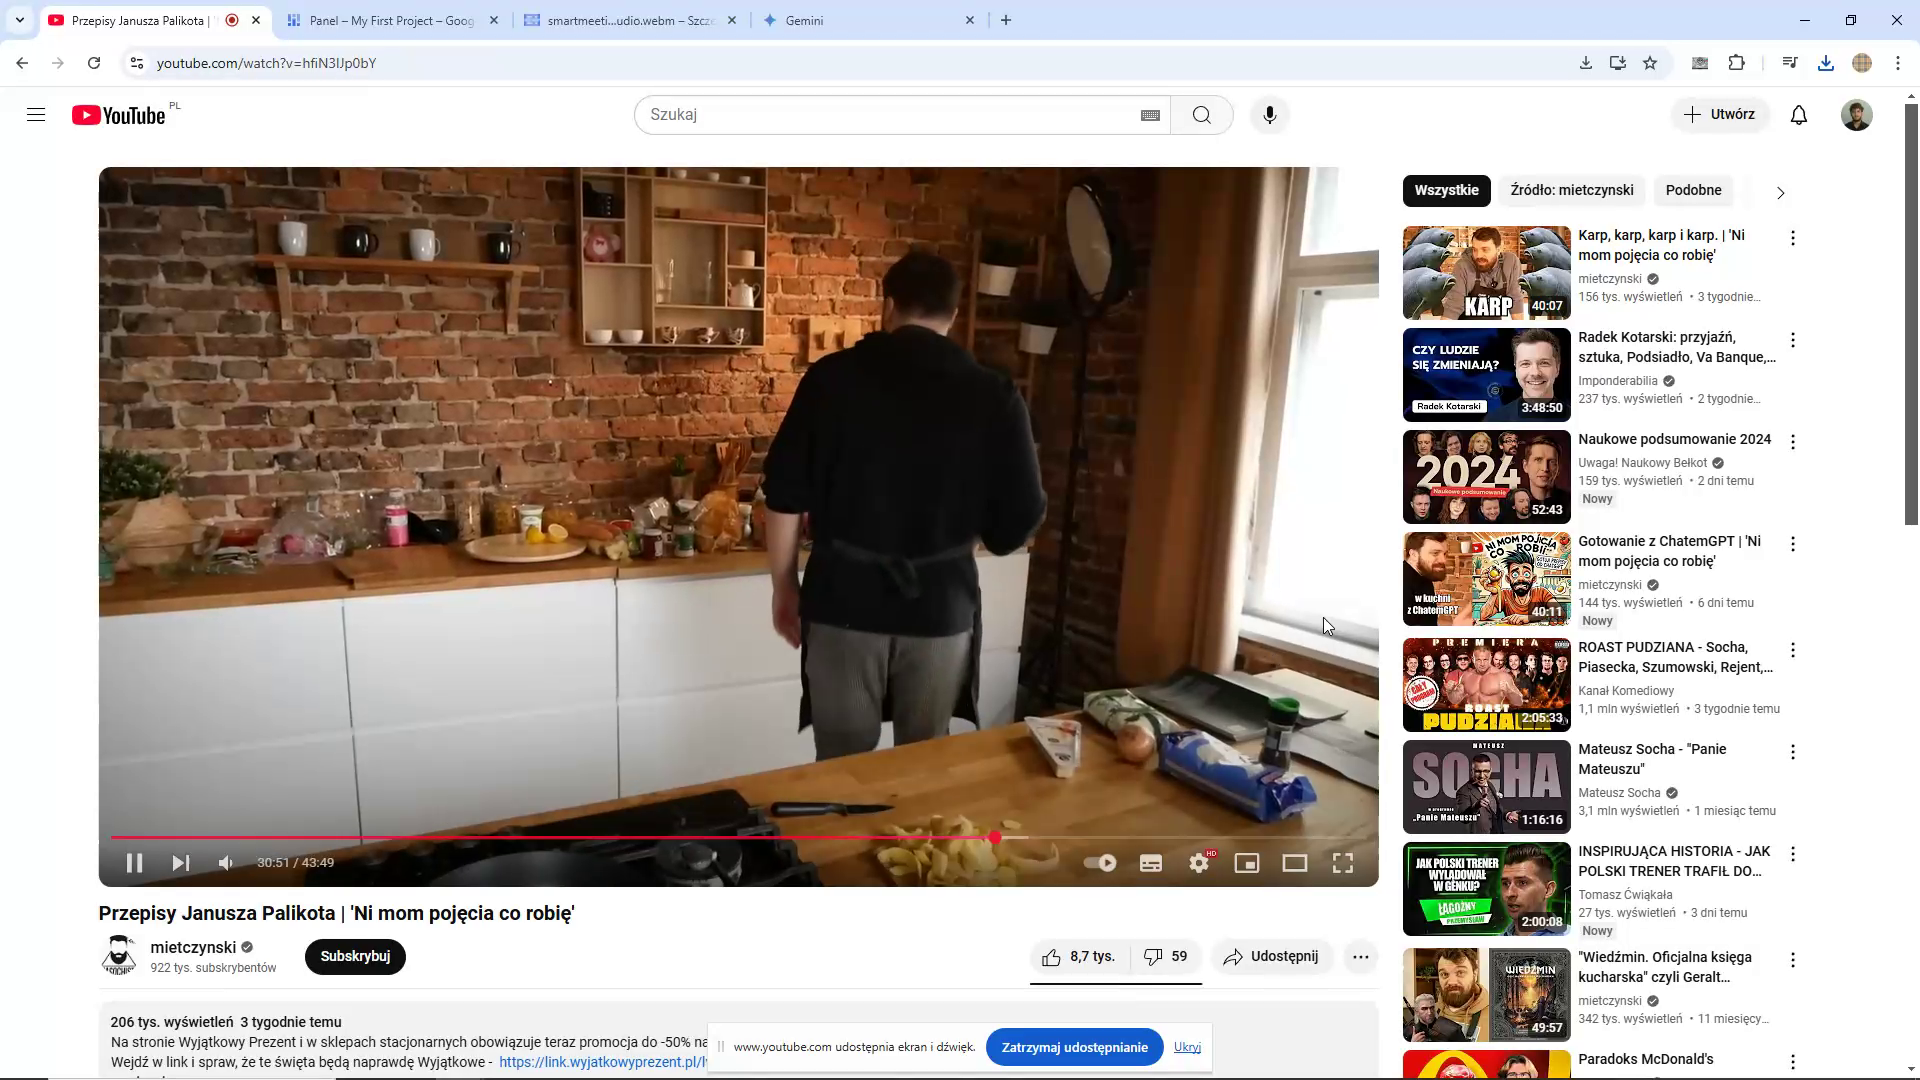 Przepisy Janusza Palikota | '
Panel – My First Project – Goog
smartmeeti...udio.webm – Szcze
Gemini
youtube.com/watch?v=hfiN3lJp0bY
YouTube PL
Szukaj
Utwórz
Wszystkie
Źródło: mietczynski
Podobne
Karp, karp, karp i karp. | 'Ni
mom pojęcia co robię'
mietczynski
156 tys. wyświetleń • 3 tygodnie...
KARP
40:07
Radek Kotarski: przyjaźń,
sztuka, Podsiadło, Va Banque,...
Imponderabilia
237 tys. wyświetleń • 2 tygodnie...
CZY LUDZIE
SIĘ ZMIENIAJĄ?
Radek Kotarski
3:48:50
Naukowe podsumowanie 2024
Uwaga! Naukowy Bełkot
159 tys. wyświetleń • 2 dni temu
Nowy
2024
Naukowe podsumowanie
52:43
Gotowanie z ChatemGPT | 'Ni
mom pojęcia co robię'
mietczynski
144 tys. wyświetleń • 6 dni temu
Nowy
w kuchni
z ChatemGPT
40:11
ROAST PUDZIANA - Socha,
Piasecka, Szumowski, Rejent,...
Kanał Komediowy
1,1 mln wyświetleń • 3 tygodnie temu
PREMIERA
CAŁY
PROGRAM
ROAST
2:05:33
Mateusz Socha - "Panie
Mateuszu"
Mateusz Socha
3,1 mln wyświetleń • 1 miesiąc temu
MATEUSZ
SOCHA
„Panie Mateuszu"
1:16:16
INSPIRUJĄCA HISTORIA - JAK
POLSKI TRENER TRAFIŁ DO...
Tomasz Ćwiąkała
27 tys. wyświetleń • 3 dni temu
Nowy
JAK POLSKI TRENER
WYLĄDOWAŁ
W GENKU?
ŁAGOŻNY
PRZEMYSŁAW
2:00:08
"Wiedźmin. Oficjalna księga
kucharska" czyli Geralt...
mietczynski
342 tys. wyświetleń • 11 miesięcy...
WIEDŹMIN
49:57
Paradoks McDonald's
30:51 / 43:49
HD
Przepisy Janusza Palikota | 'Ni mom pojęcia co robię'
mietczynski
922 tys. subskrybentów
Subskrybuj
8,7 tys.
59
Udostępnij
206 tys. wyświetleń 3 tygodnie temu
Na stronie Wyjątkowy Prezent i w sklepach stacjonarnych obowiązuje teraz promocja do -50% na
Wejdź w link i spraw, że te święta będą naprawdę Wyjątkowe - https://link.wyjatkowyprezent.pl/
www.youtube.com udostępnia ekran i dźwięk.
Zatrzymaj udostępnianie
Ukryj